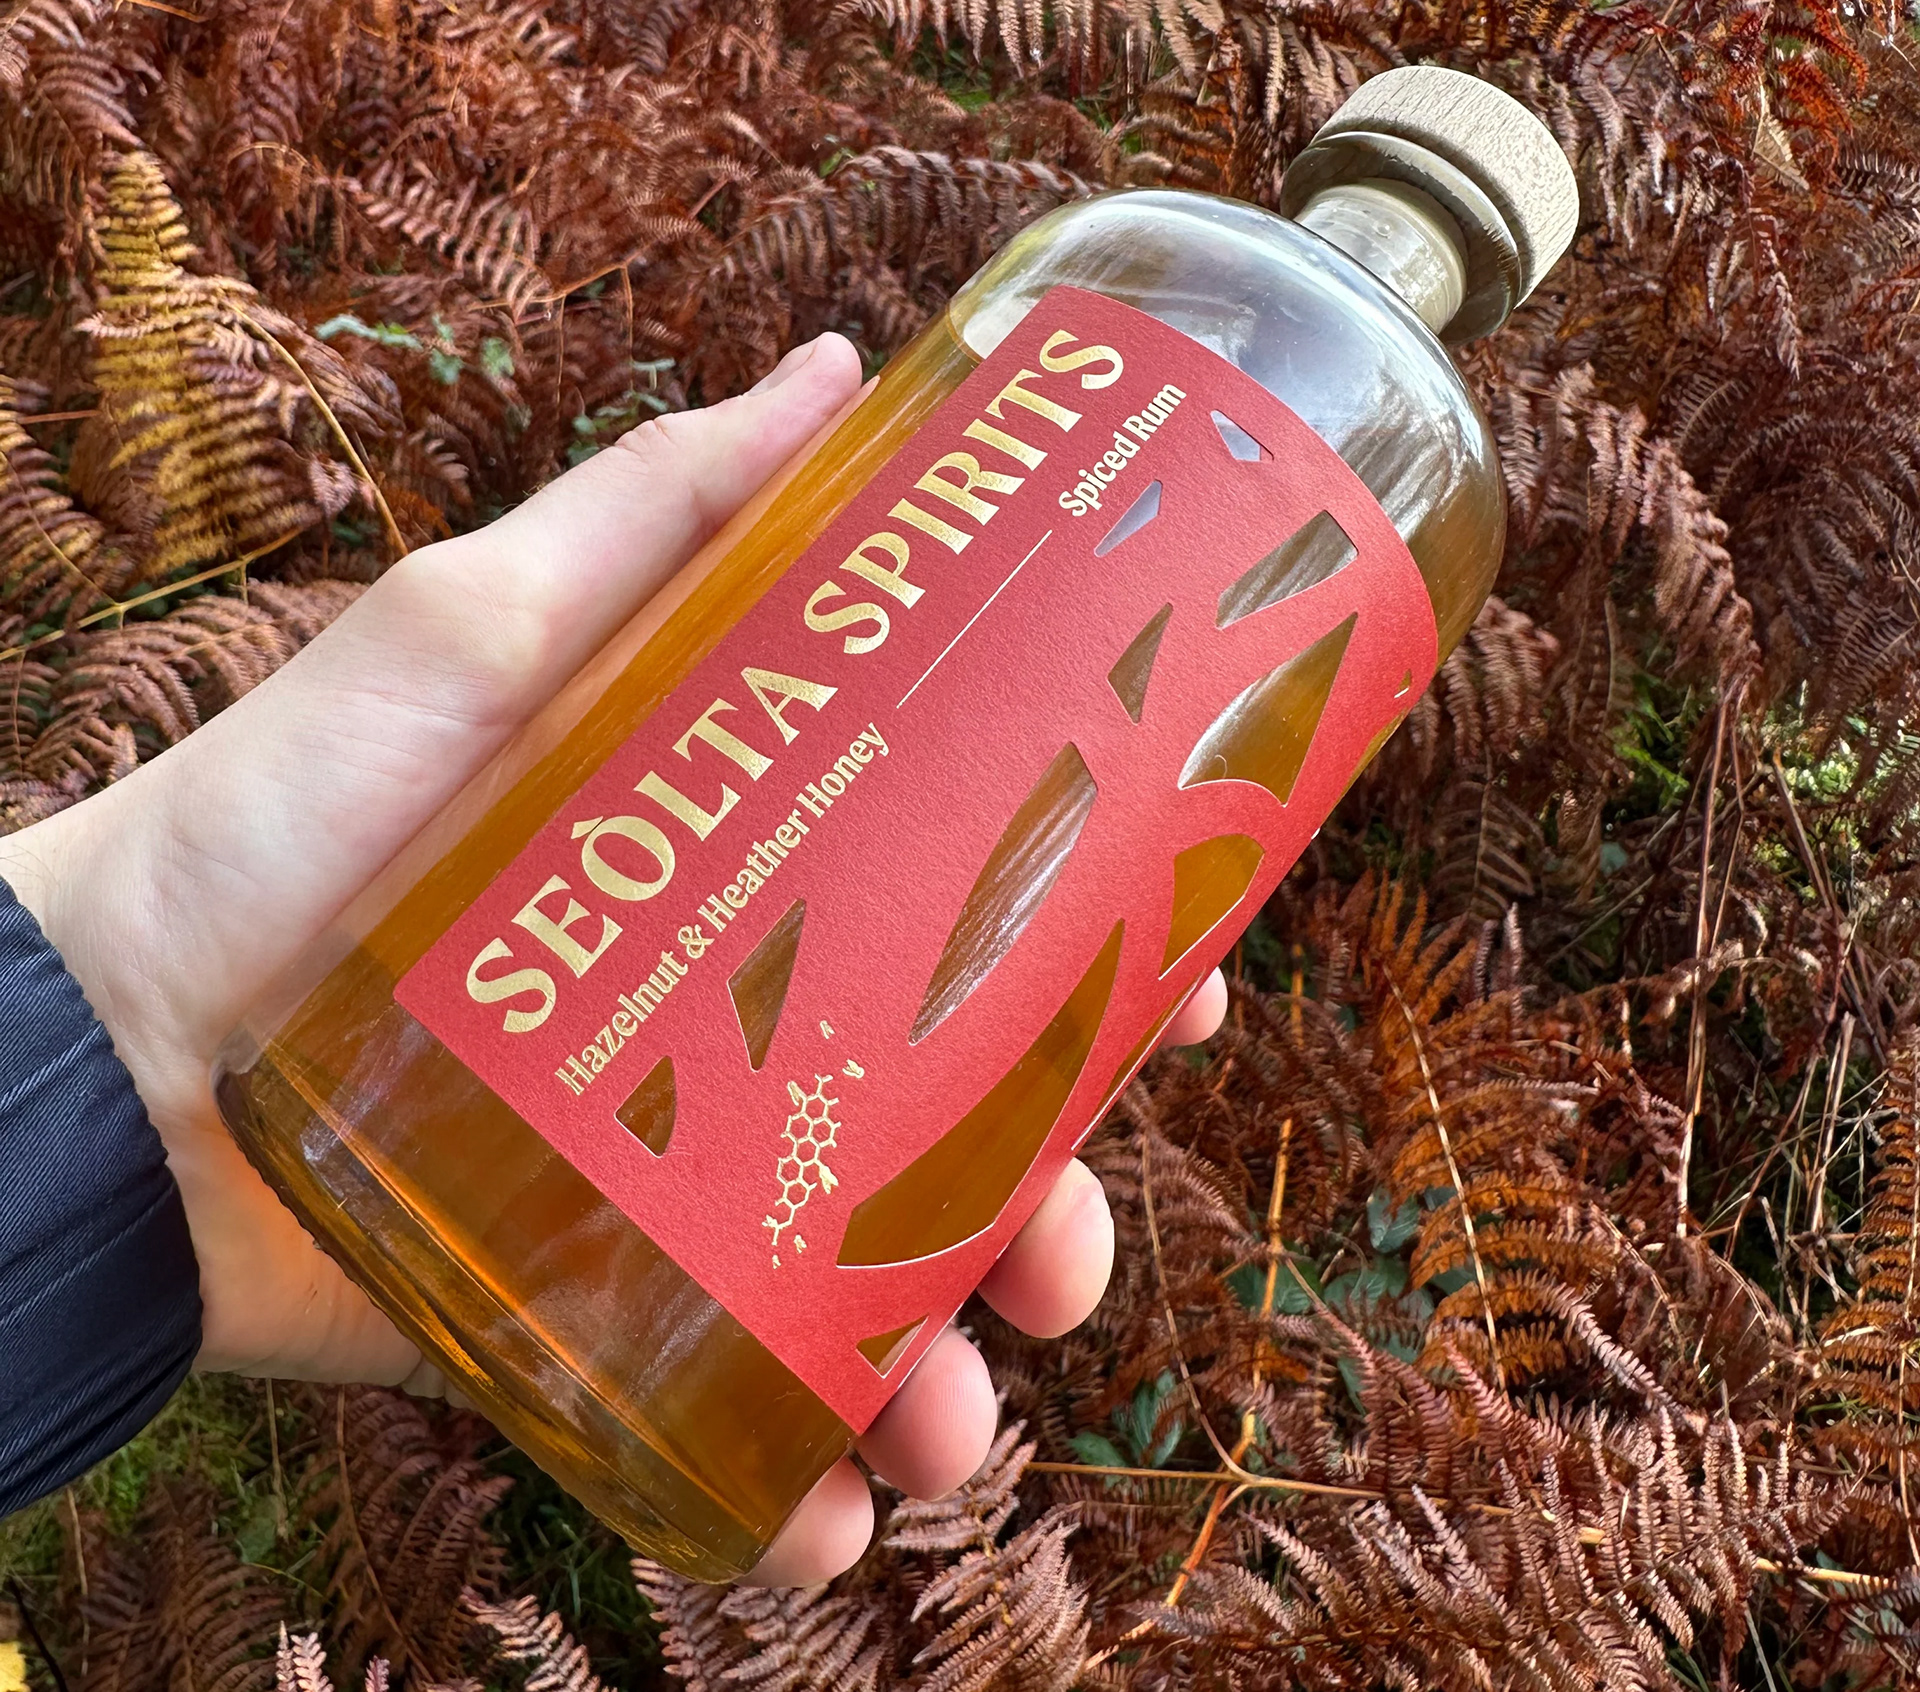 SEÒLTA SPIRITS
Hazelnut & Heather Honey — Spiced Rum